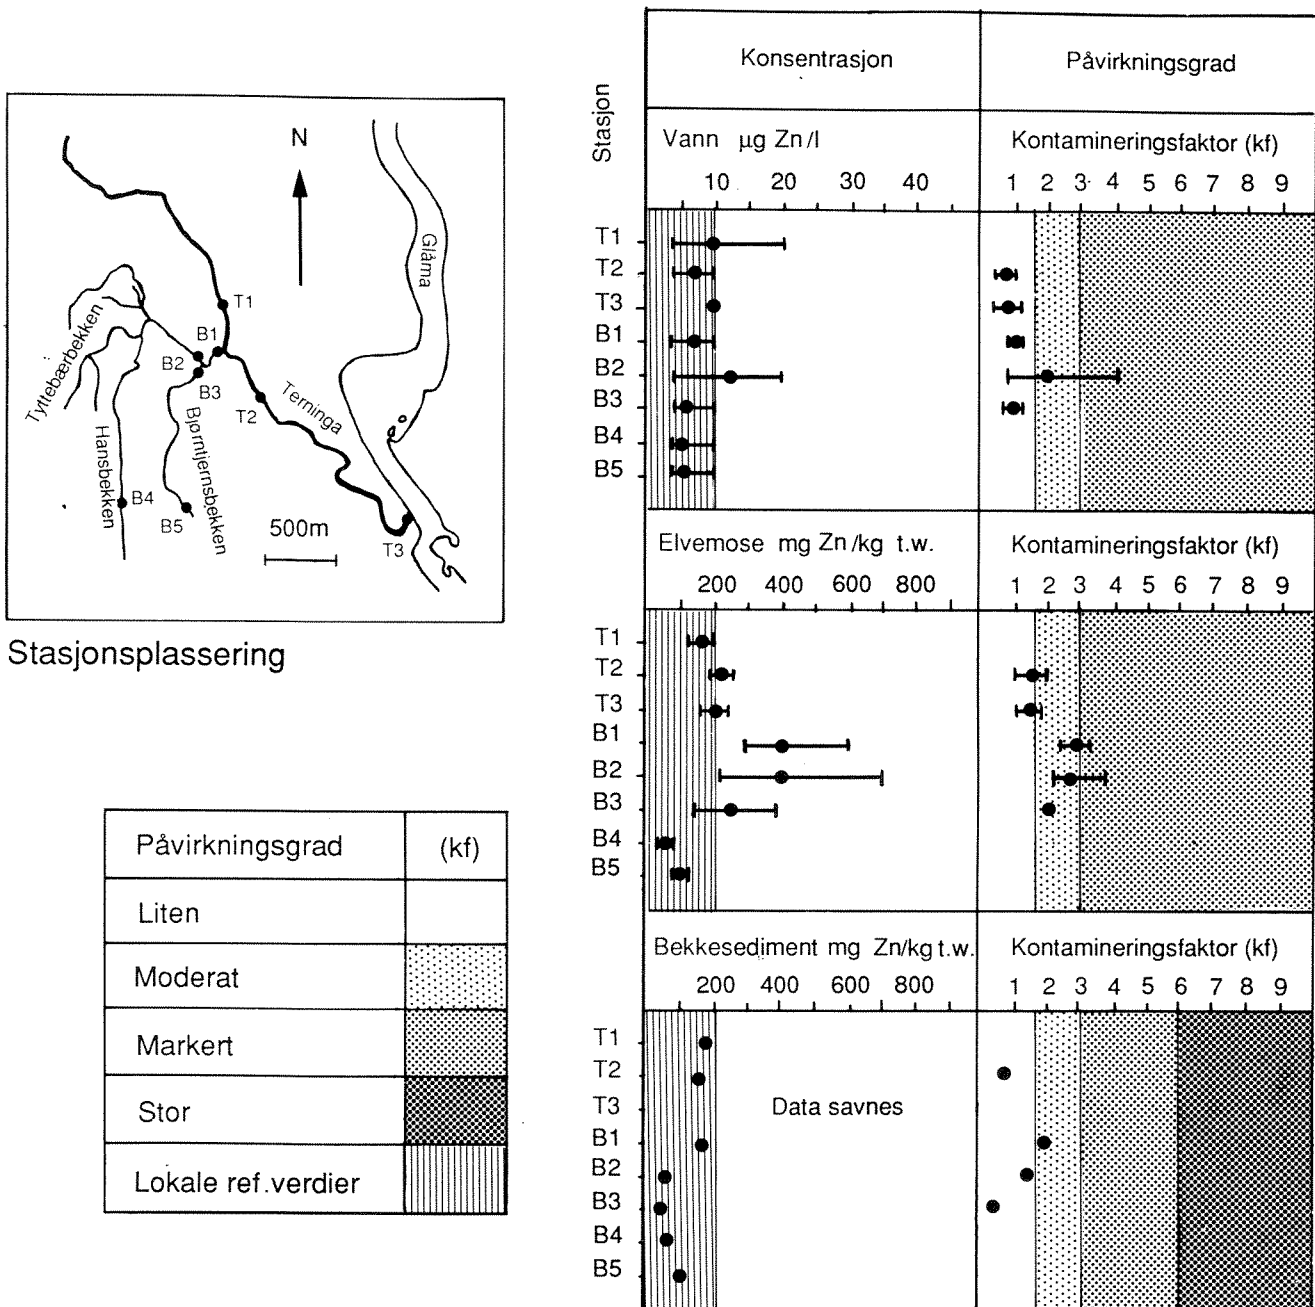 N
Glåma
T1
B1
B2
B3
T2
Terninga
Tyttebærbekken
Hansbekken
Bjørntjernsbekken
B4
B5
500m
T3
Stasjonsplassering
Påvirkningsgrad (kf)
Liten
Moderat
Markert
Stor
Lokale ref.verdier
Stasjon
Konsentrasjon Påvirkningsgrad
Vann µg Zn/l Kontamineringsfaktor (kf)
10 20 30 40 1 2 3 4 5 6 7 8 9
T1
T2
T3
B1
B2
B3
B4
B5
Elvemose mg Zn/kg t.w. Kontamineringsfaktor (kf)
200 400 600 800 1 2 3 4 5 6 7 8 9
T1
T2
T3
B1
B2
B3
B4
B5
Bekkesediment mg Zn/kg t.w. Kontamineringsfaktor (kf)
200 400 600 800 1 2 3 4 5 6 7 8 9
T1
T2
T3 Data savnes
B1
B2
B3
B4
B5